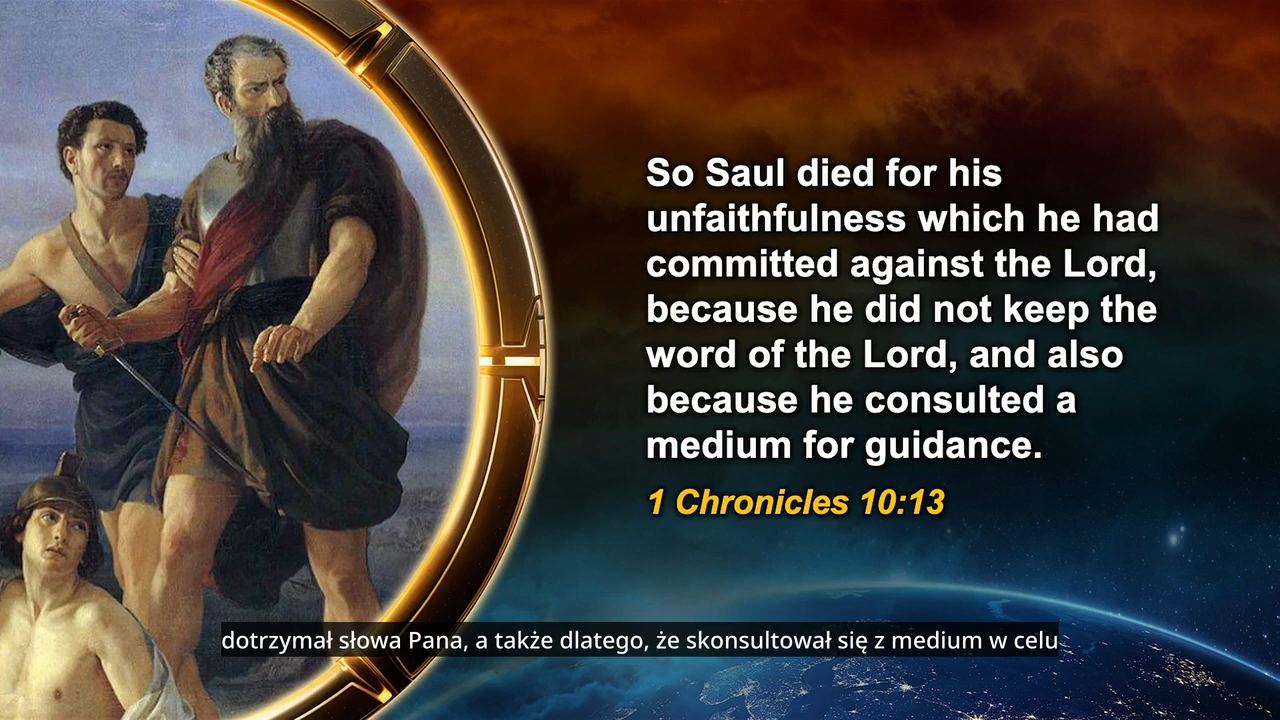 So Saul died for his
unfaithfulness which he had
committed against the Lord,
because he did not keep the
word of the Lord, and also
because he consulted a
medium for guidance.
1 Chronicles 10:13
dotrzymał słowa Pana, a także dlatego, że skonsultował się z medium w celu